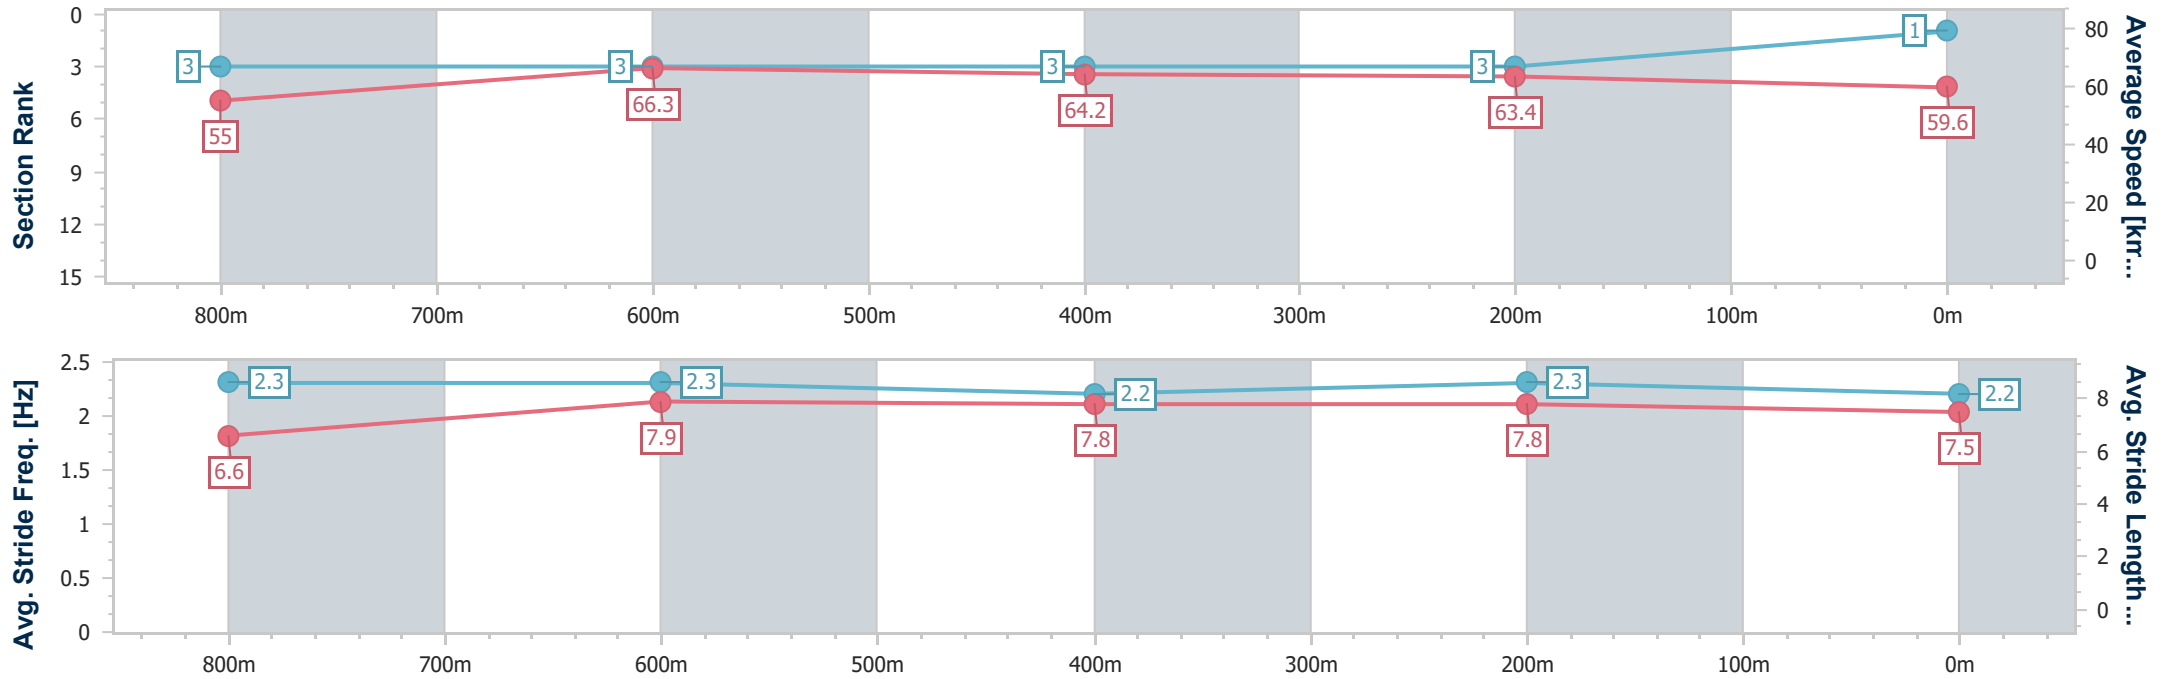 Section Rank
0
3
6
9
12
15
3
3
3
3
1
55
66.3
64.2
63.4
59.6
80
60
40
20
0
Average Speed [km...
800m
700m
600m
500m
400m
300m
200m
100m
0m
Avg. Stride Freq. [Hz]
2.5
2
1.5
1
0.5
0
2.3
2.3
2.2
2.3
2.2
6.6
7.9
7.8
7.8
7.5
8
6
4
2
0
Avg. Stride Length ...
800m
700m
600m
500m
400m
300m
200m
100m
0m